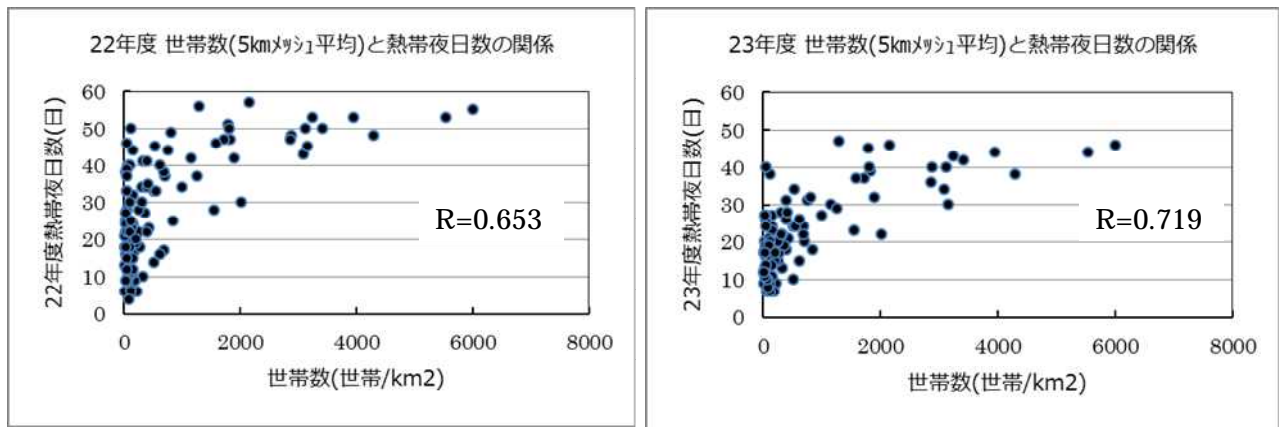 22年度 世帯数(5kmﾒｯｼｭ平均)と熱帯夜日数の関係
22年度熱帯夜日数(日)
60
50
40
30
20
10
0
R=0.653
0 2000 4000 6000 8000
世帯数(世帯/km2)
23年度 世帯数(5kmﾒｯｼｭ平均)と熱帯夜日数の関係
23年度熱帯夜日数(日)
60
50
40
30
20
10
0
R=0.719
0 2000 4000 6000 8000
世帯数(世帯/km2)